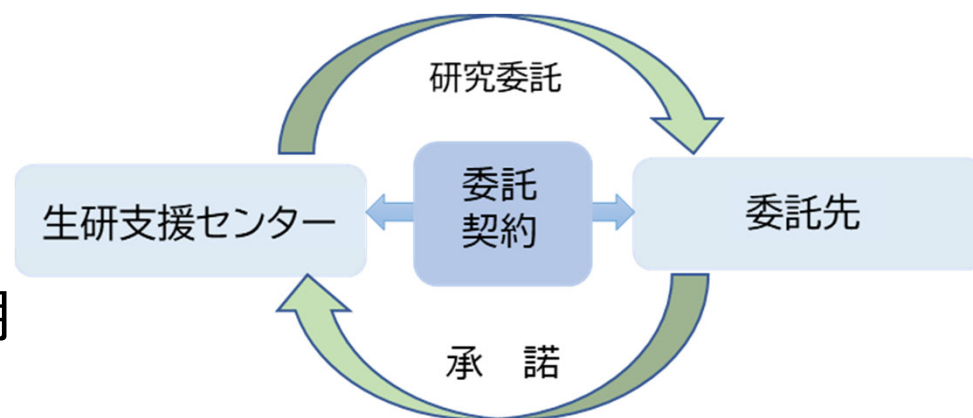 研究委託
委託
契約
生研支援センター
委託先
承　諾